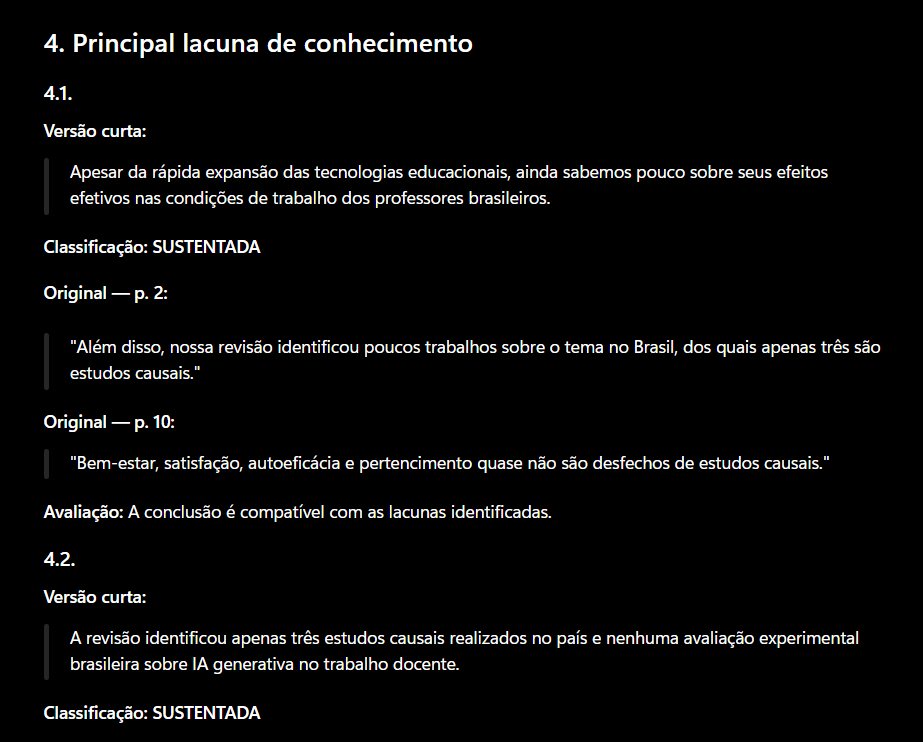 4. Principal lacuna de conhecimento
4.1.
Versão curta:
Apesar da rápida expansão das tecnologias educacionais, ainda sabemos pouco sobre seus efeitos
efetivos nas condições de trabalho dos professores brasileiros.
Classificação: SUSTENTADA
Original — p. 2:
"Além disso, nossa revisão identificou poucos trabalhos sobre o tema no Brasil, dos quais apenas três são
estudos causais."
Original — p. 10:
"Bem-estar, satisfação, autoeficácia e pertencimento quase não são desfechos de estudos causais."
Avaliação: A conclusão é compatível com as lacunas identificadas.
4.2.
Versão curta:
A revisão identificou apenas três estudos causais realizados no país e nenhuma avaliação experimental
brasileira sobre IA generativa no trabalho docente.
Classificação: SUSTENTADA